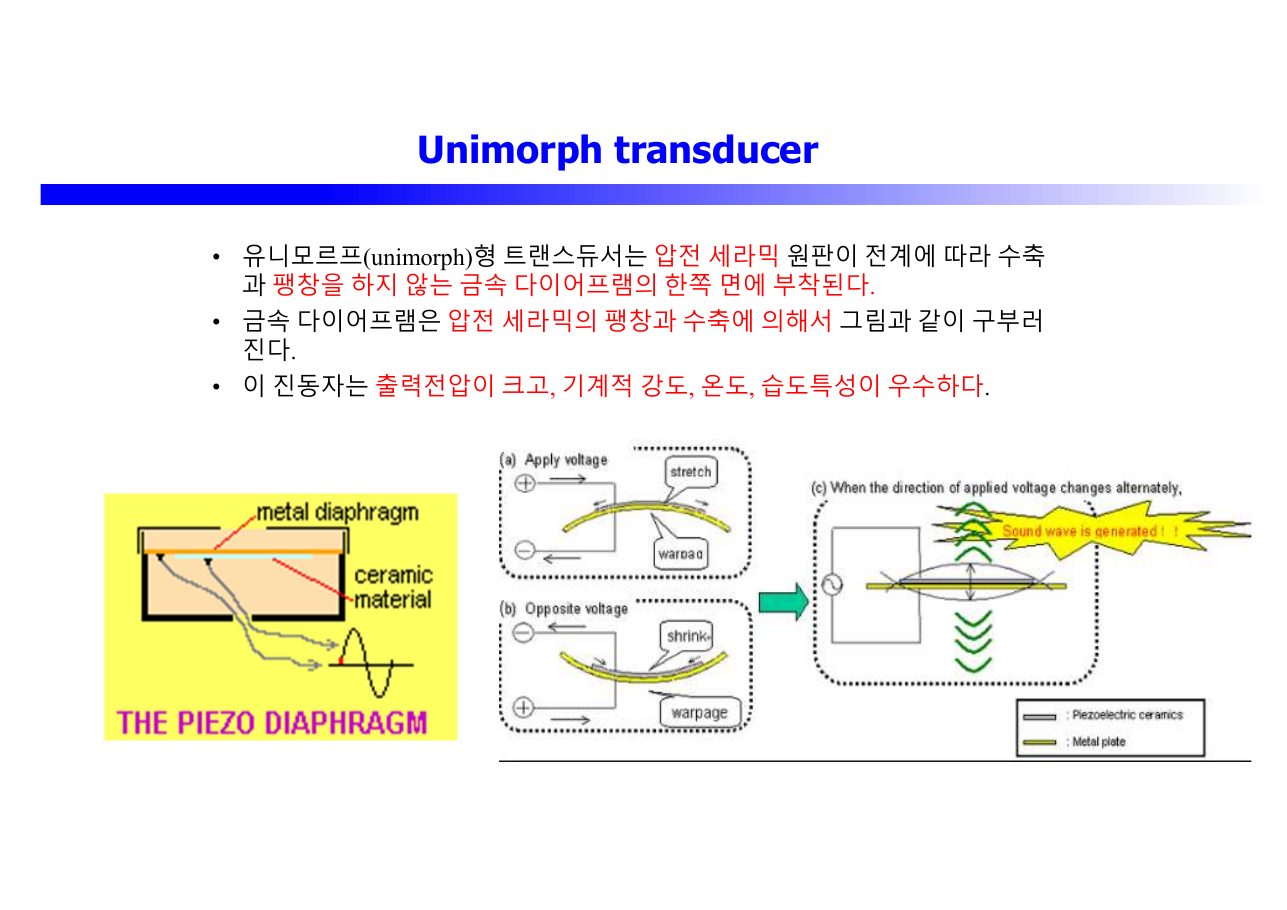 Unimorph transducer
• 유니모르프(unimorph)형 트랜스듀서는 압전 세라믹 원판이 전계에 따라 수축
과 팽창을 하지 않는 금속 다이어프램의 한쪽 면에 부착된다.
• 금속 다이어프램은 압전 세라믹의 팽창과 수축에 의해서 그림과 같이 구부러
진다.
• 이 진동자는 출력전압이 크고, 기계적 강도, 온도, 습도특성이 우수하다.
metal diaphragm
ceramic
material
THE PIEZO DIAPHRAGM
(a) Apply voltage
stretch
warpag
(b) Opposite voltage
shrink
warpage
(c) When the direction of applied voltage changes alternately,
Sound wave is generated! !
: Piezoelectric ceramics
: Metal plate